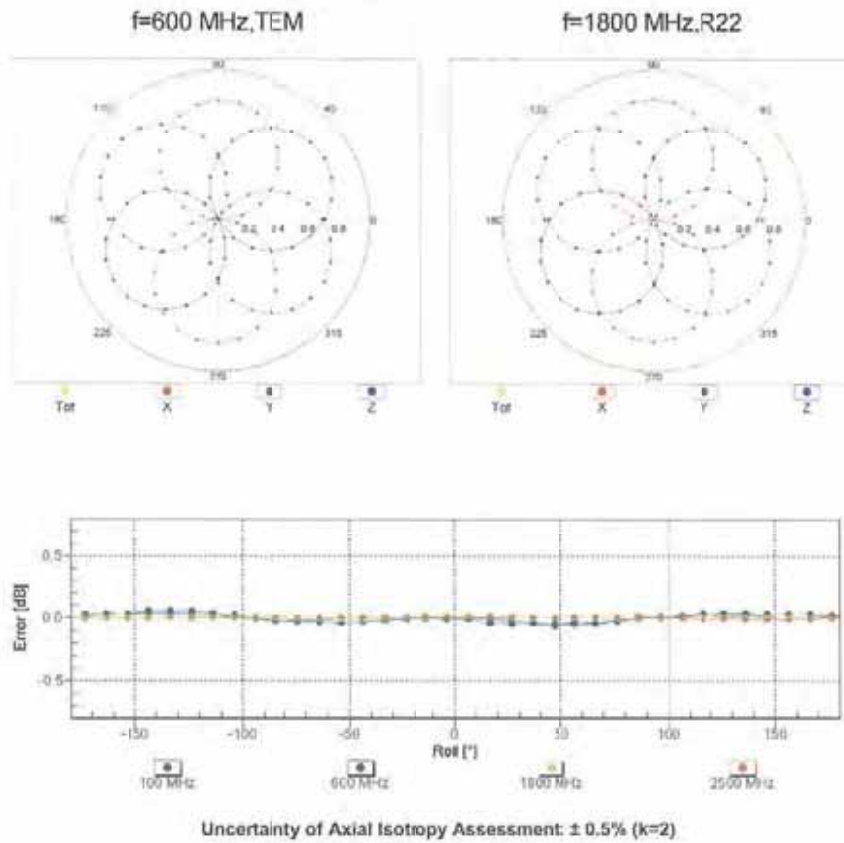 f=600 MHz,TEM
f=1800 MHz,R22
90
180
0
0.2 0.4 0.6 0.8
225
315
270
Tot X Y Z
90
180
0
0.2 0.4 0.6 0.8
225
315
270
Tot X Y Z
Error [dB]
0.5
0.0
-0.5
-150 -100 -50 0 50 100 150
Roll [°]
100 MHz 600 MHz 1800 MHz 2500 MHz
Uncertainty of Axial Isotropy Assessment: ± 0.5% (k=2)